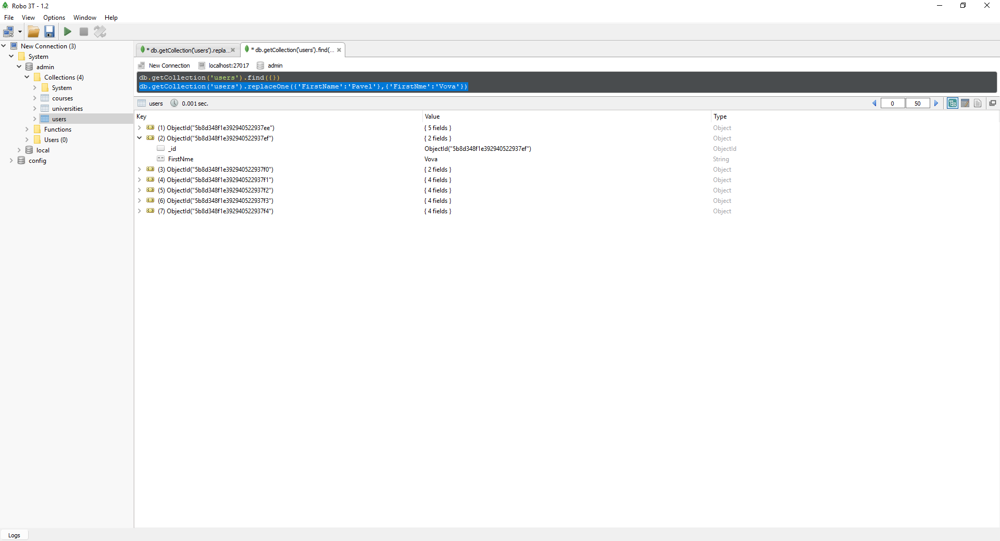 Robo 3T - 1.2
File View Options Window Help
New Connection (3)
System
admin
Collections (4)
System
courses
universities
users
Functions
Users (0)
local
config
* db.getCollection('users').repla... * db.getCollection('users').find(...
New Connection localhost:27017 admin
db.getCollection('users').find({})
db.getCollection('users').replaceOne({'FirstName':'Pavel'},{'FirstNme':'Vova'})
users 0.001 sec. 0 50
Key Value Type
(1) ObjectId("5b8d348f1e392940522937ee") { 5 fields } Object
(2) ObjectId("5b8d348f1e392940522937ef") { 2 fields } Object
_id ObjectId("5b8d348f1e392940522937ef") ObjectId
FirstNme Vova String
(3) ObjectId("5b8d348f1e392940522937f0") { 2 fields } Object
(4) ObjectId("5b8d348f1e392940522937f1") { 4 fields } Object
(5) ObjectId("5b8d348f1e392940522937f2") { 4 fields } Object
(6) ObjectId("5b8d348f1e392940522937f3") { 4 fields } Object
(7) ObjectId("5b8d348f1e392940522937f4") { 4 fields } Object
Logs